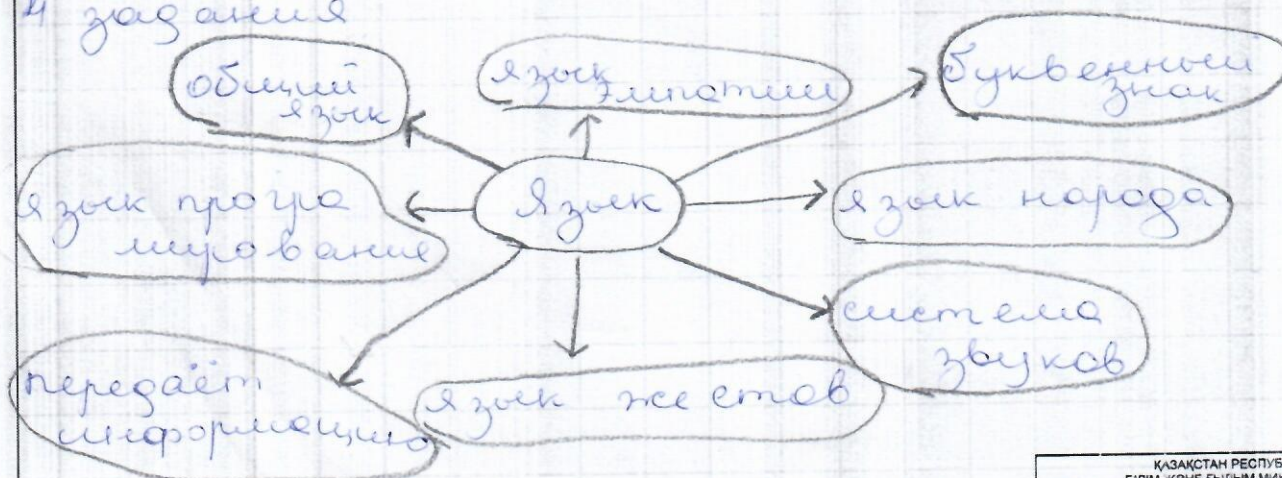 4 задания
общий
язык
язык
эмпатии
буквенный
знак
язык програ
мирование
Язык
язык народа
система
звуков
передаёт
информацию
язык жестов
ҚАЗАҚСТАН РЕСПУБ